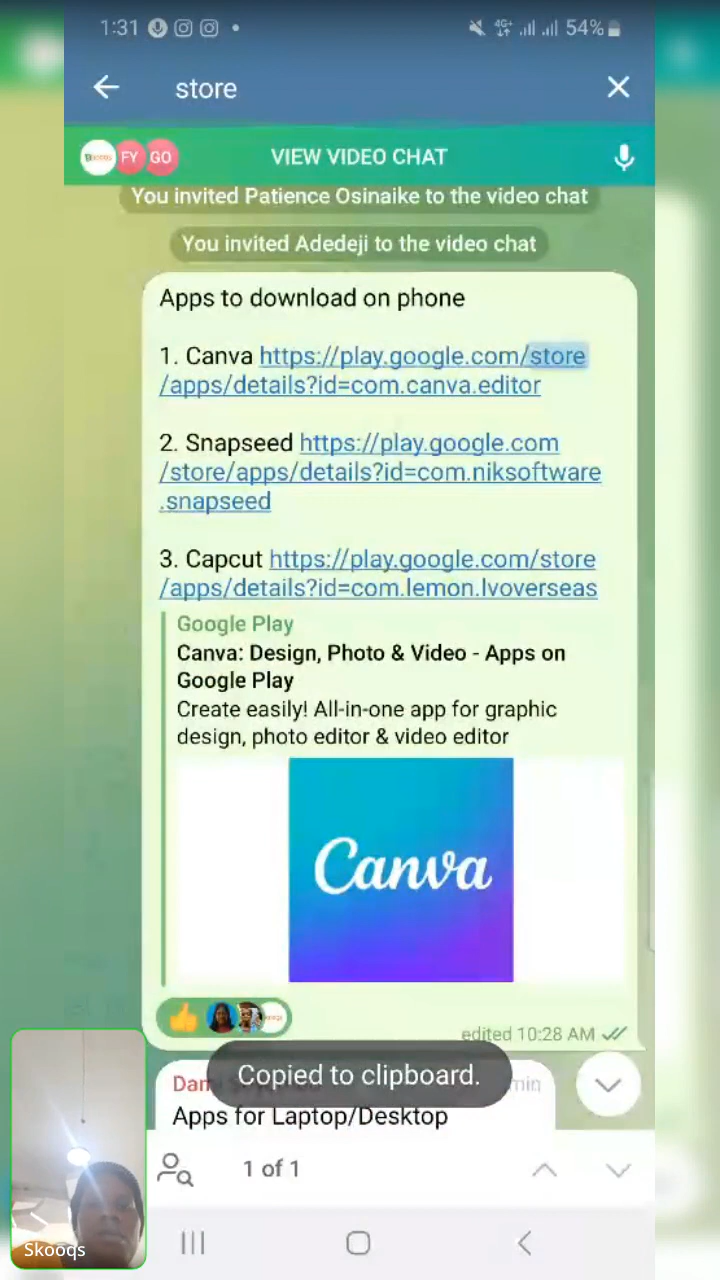 1:31
4G+
54%
store
FY
GO
VIEW VIDEO CHAT
You invited Patience Osinaike to the video chat
You invited Adedeji to the video chat
Apps to download on phone
1. Canva https://play.google.com/store
/apps/details?id=com.canva.editor
2. Snapseed https://play.google.com
/store/apps/details?id=com.niksoftware
.snapseed
3. Capcut https://play.google.com/store
/apps/details?id=com.lemon.lvoverseas
Google Play
Canva: Design, Photo & Video - Apps on
Google Play
Create easily! All-in-one app for graphic
design, photo editor & video editor
Canva
edited 10:28 AM
Copied to clipboard.
Apps for Laptop/Desktop
1 of 1
Skooqs